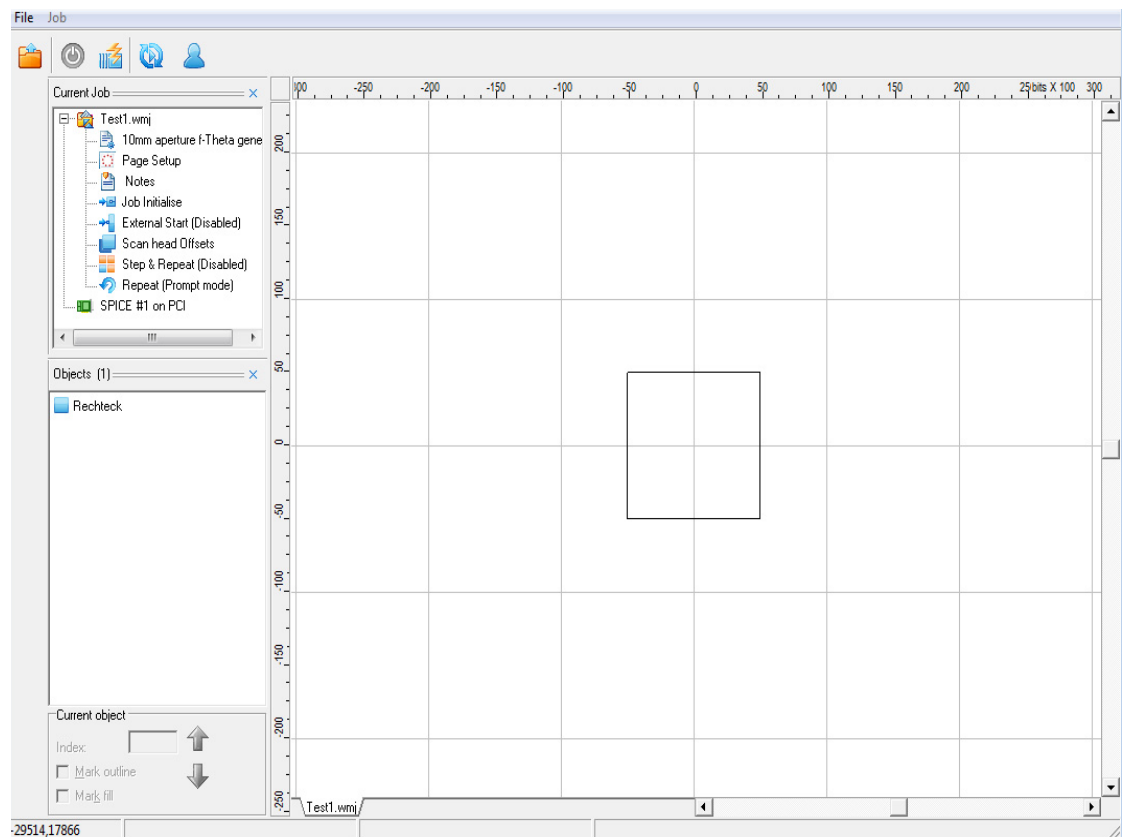 File Job
Current Job
-250 -200 -150 -100 -50 0 50 100 150 200 bits X 100 300
Test1.wmj
10mm aperture f-Theta gene
Page Setup
Notes
Job Initialise
External Start (Disabled)
Scan head Offsets
Step & Repeat (Disabled)
Repeat (Prompt mode)
SPICE #1 on PCI
200
150
100
50
0
-50
-100
-150
-200
-250
Objects (1)
Rechteck
Current object
Index:
Mark outline
Mark fill
Test1.wmj
-29514,17866